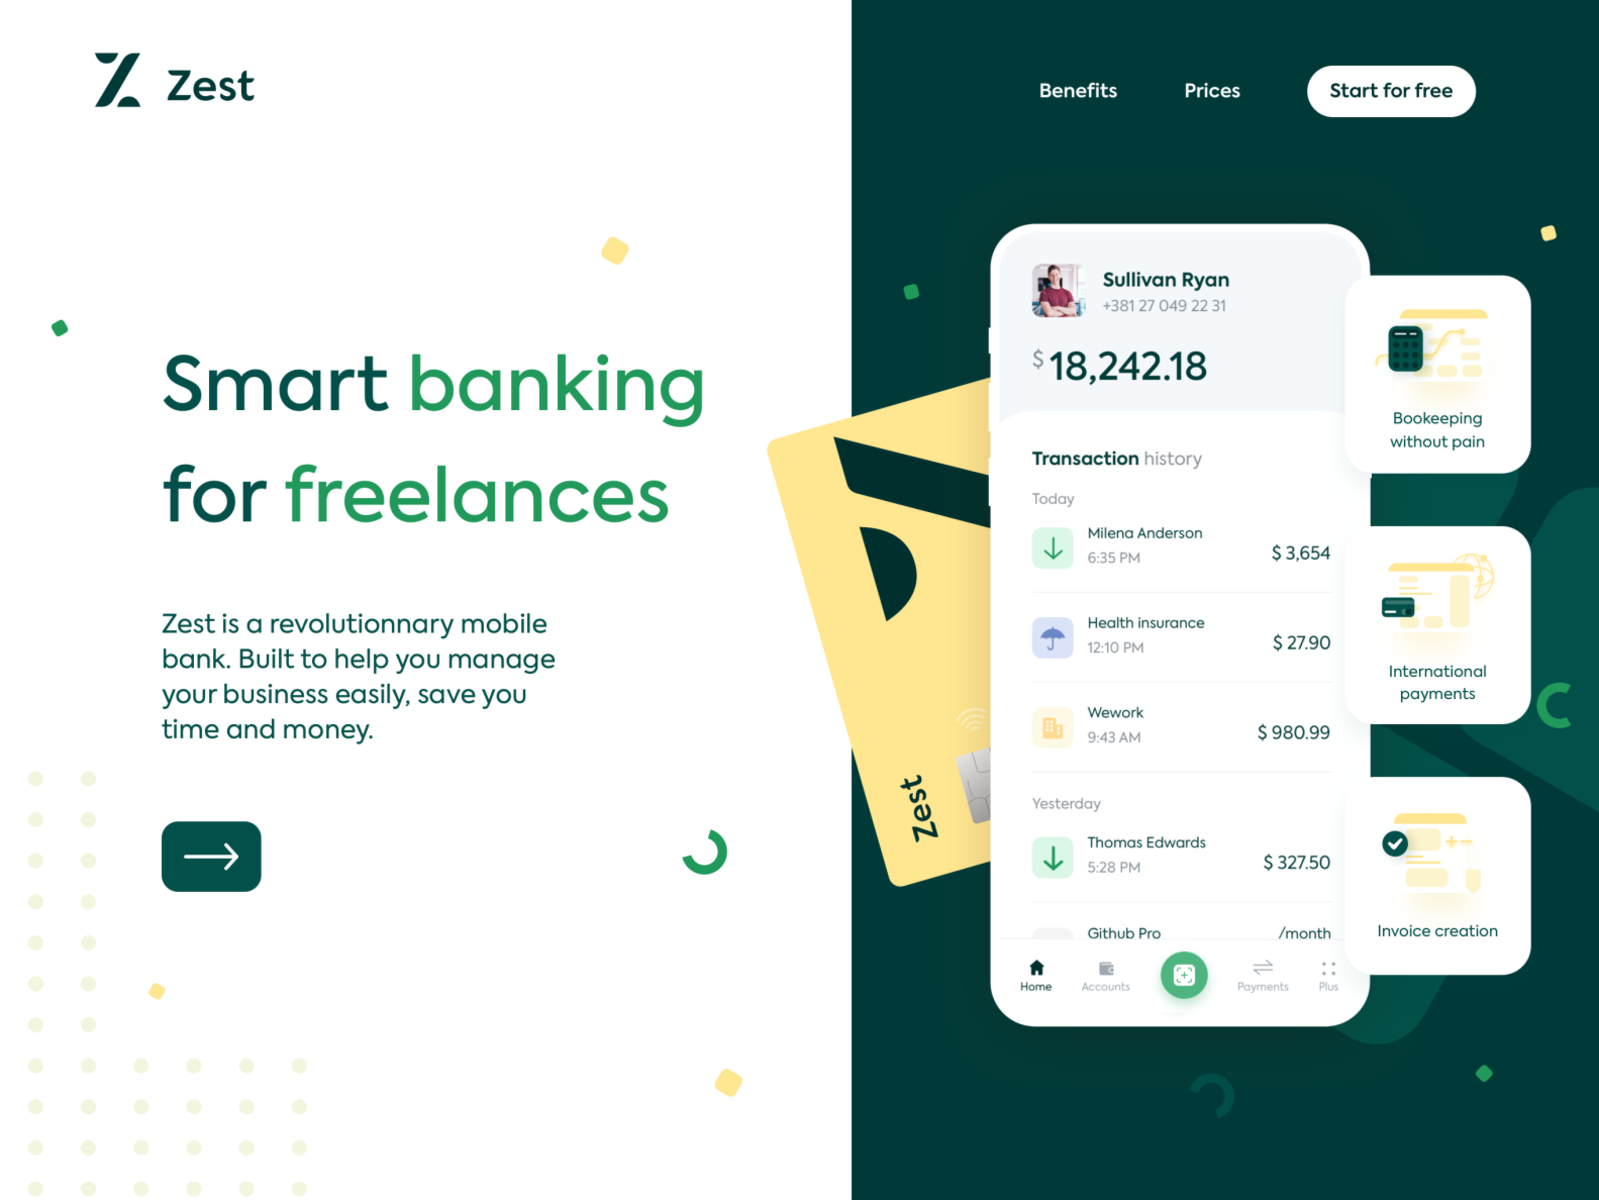 Zest
Benefits
Prices
Start for free
Smart banking
for freelances
Zest is a revolutionnary mobile
bank. Built to help you manage
your business easily, save you
time and money.
Zest
Sullivan Ryan
+381 27 049 22 31
$ 18,242.18
Transaction history
Today
Milena Anderson
6:35 PM
$ 3,654
Health insurance
12:10 PM
$ 27.90
Wework
9:43 AM
$ 980.99
Yesterday
Thomas Edwards
5:28 PM
$ 327.50
Github Pro
/month
Home
Accounts
Payments
Plus
Bookeeping
without pain
International
payments
Invoice creation